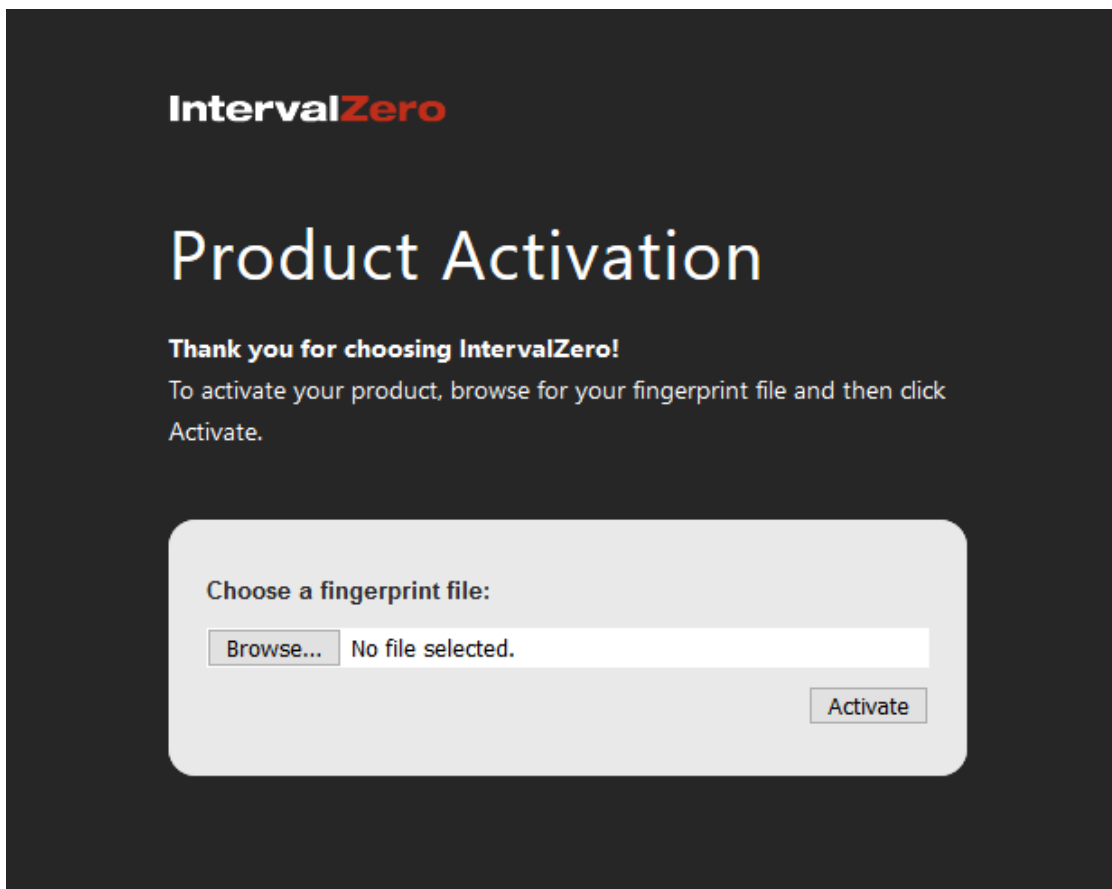 IntervalZero
Product Activation
Thank you for choosing IntervalZero!
To activate your product, browse for your fingerprint file and then click
Activate.
Choose a fingerprint file:
Browse... No file selected.
Activate